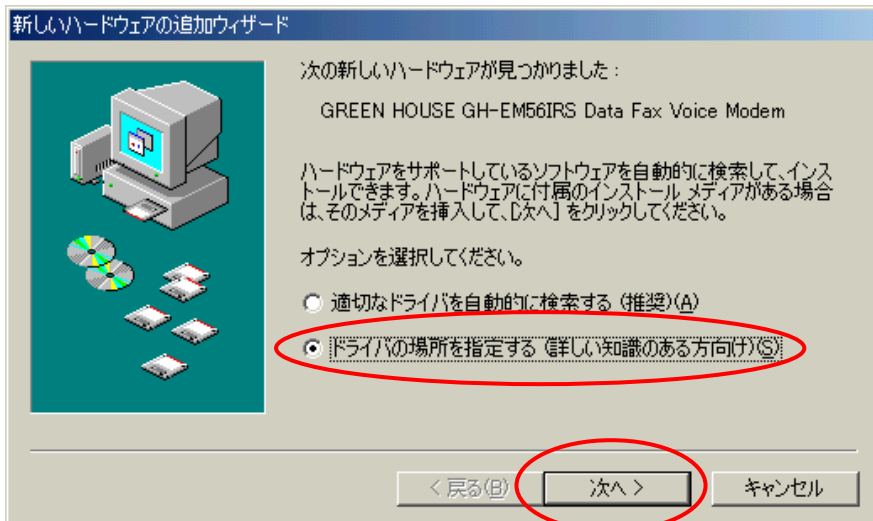 新しいハードウェアの追加ウィザード
次の新しいハードウェアが見つかりました :
GREEN HOUSE GH-EM56IRS Data Fax Voice Modem
ハードウェアをサポートしているソフトウェアを自動的に検索して、インス
トールできます。ハードウェアに付属のインストール メディアがある場合
は、そのメディアを挿入して、[次へ] をクリックしてください。
オプションを選択してください。
適切なドライバを自動的に検索する (推奨)(A)
ドライバの場所を指定する (詳しい知識のある方向け)(S)
< 戻る(B)
次へ >
キャンセル